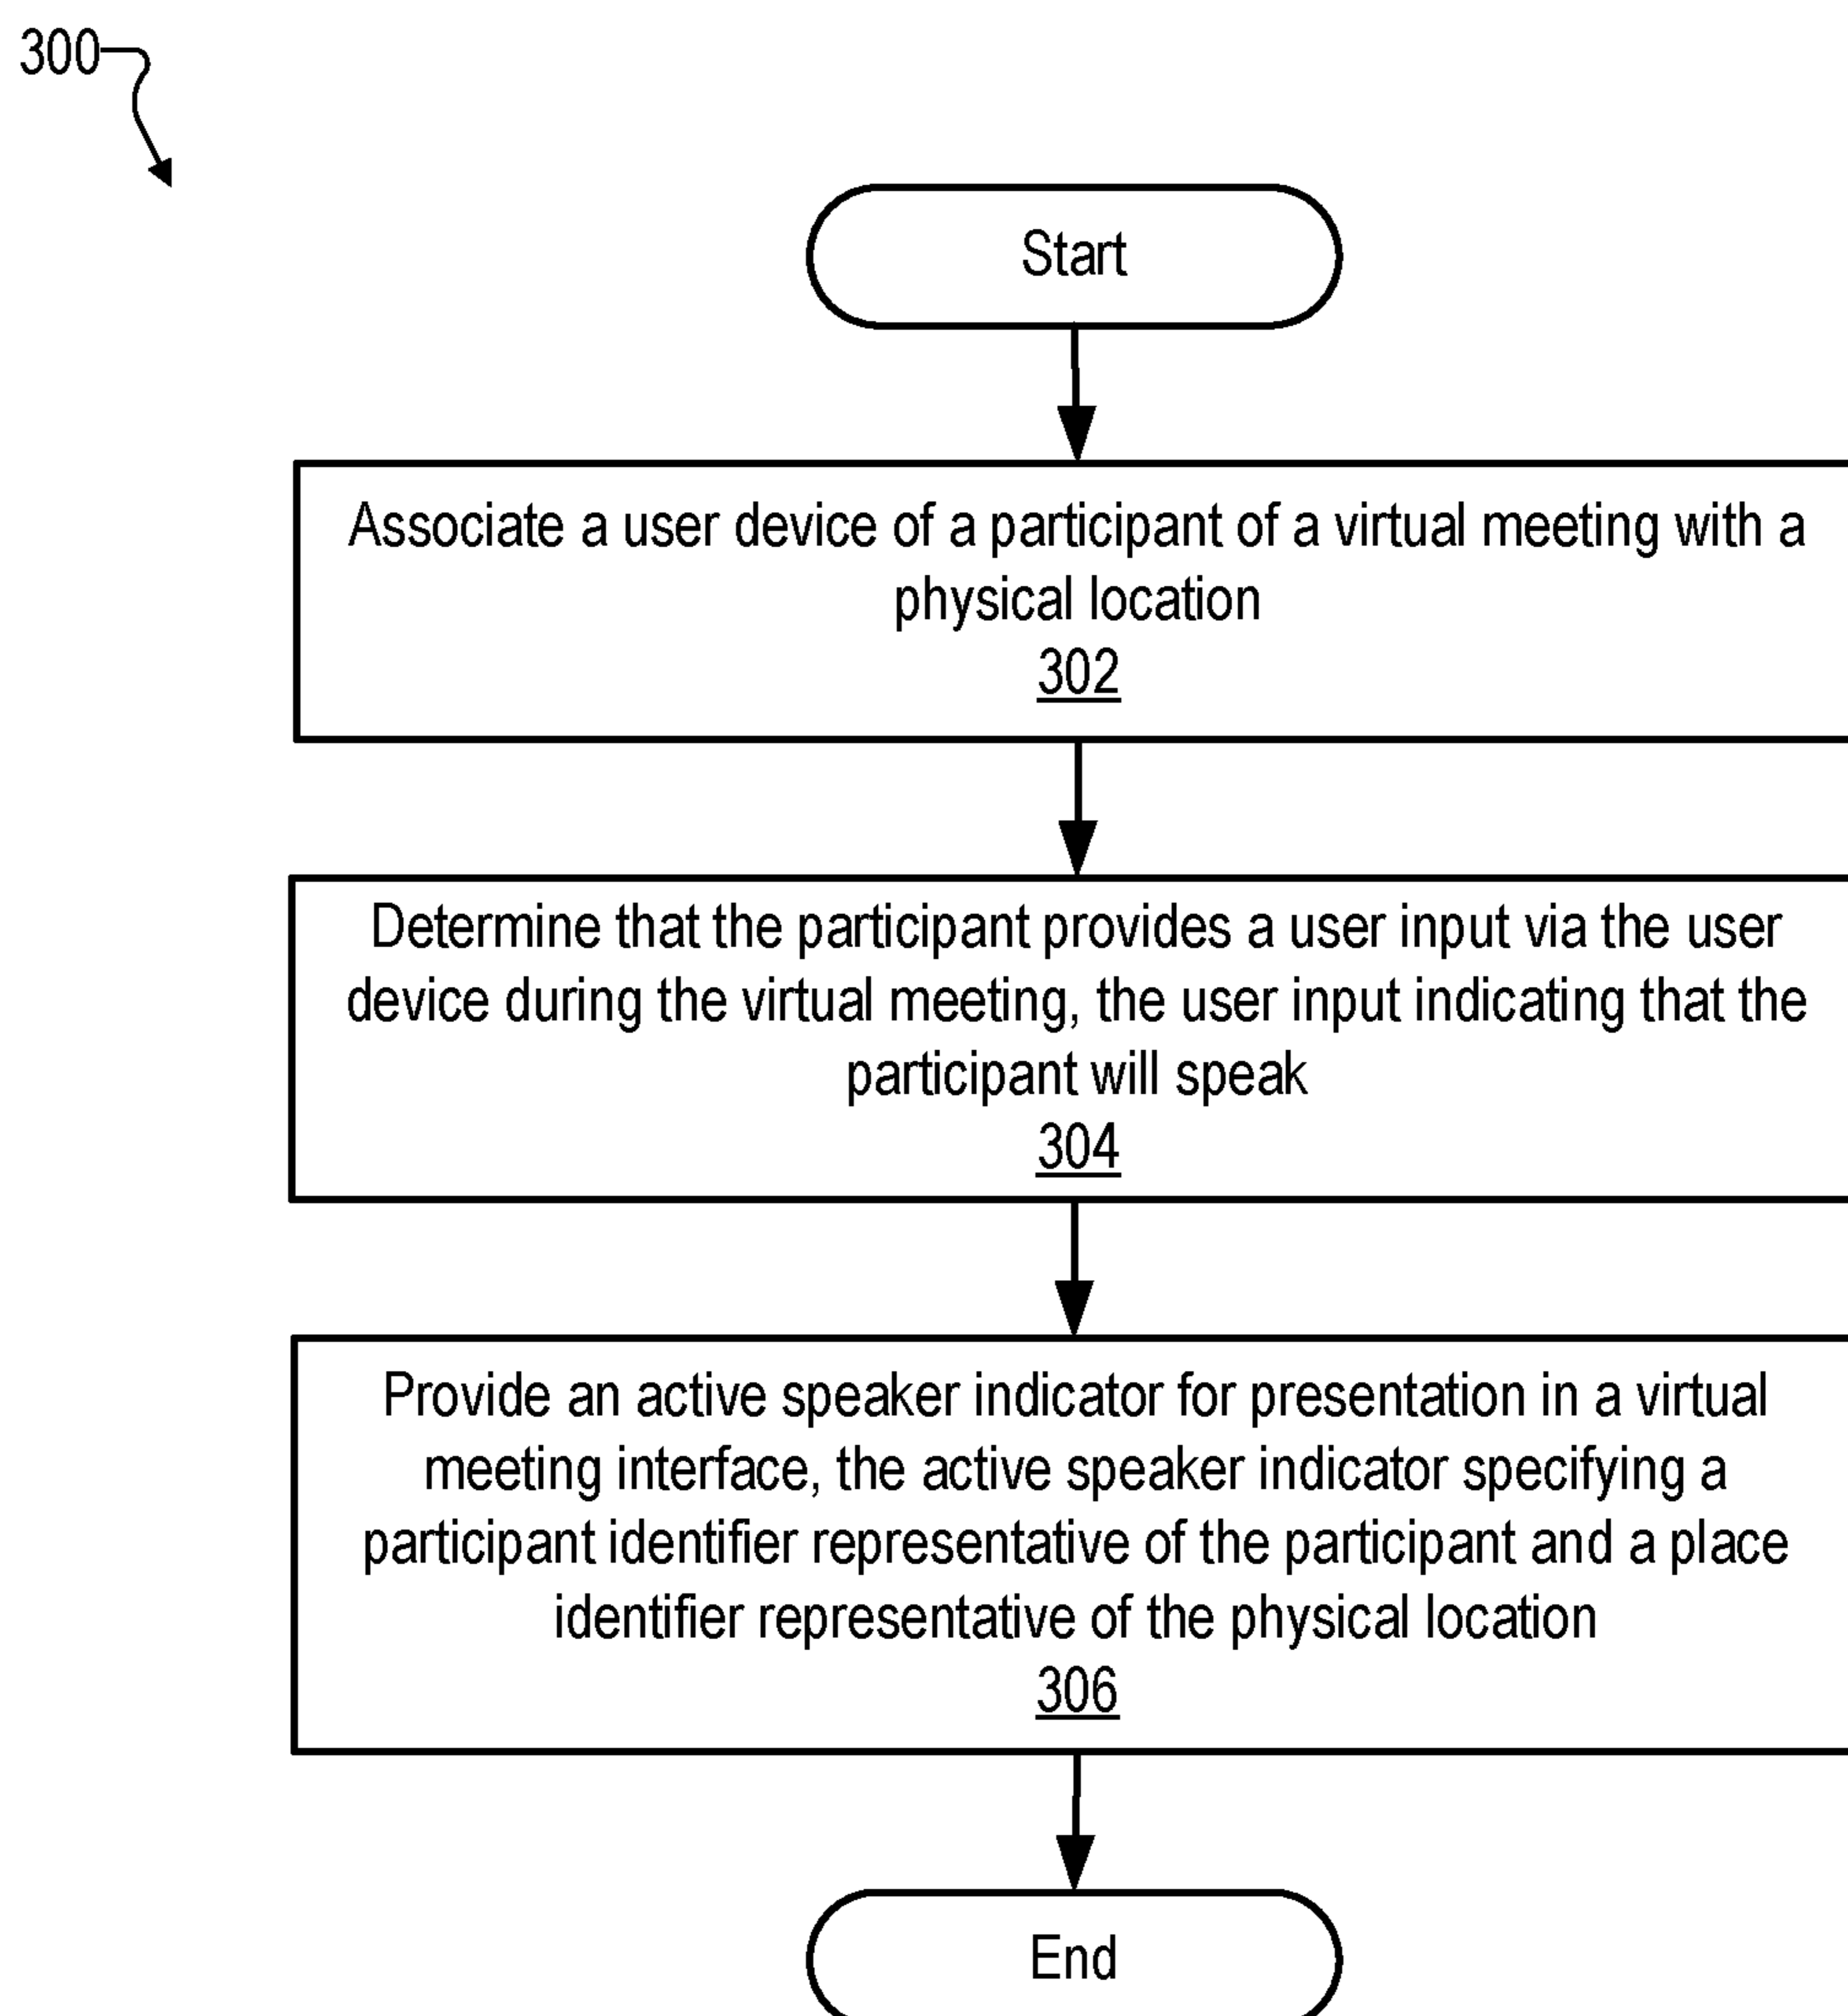 300
Start
Associate a user device of a participant of a virtual meeting with a
physical location
302
Determine that the participant provides a user input via the user
device during the virtual meeting, the user input indicating that the
participant will speak
304
Provide an active speaker indicator for presentation in a virtual
meeting interface, the active speaker indicator specifying a
participant identifier representative of the participant and a place
identifier representative of the physical location
306
End